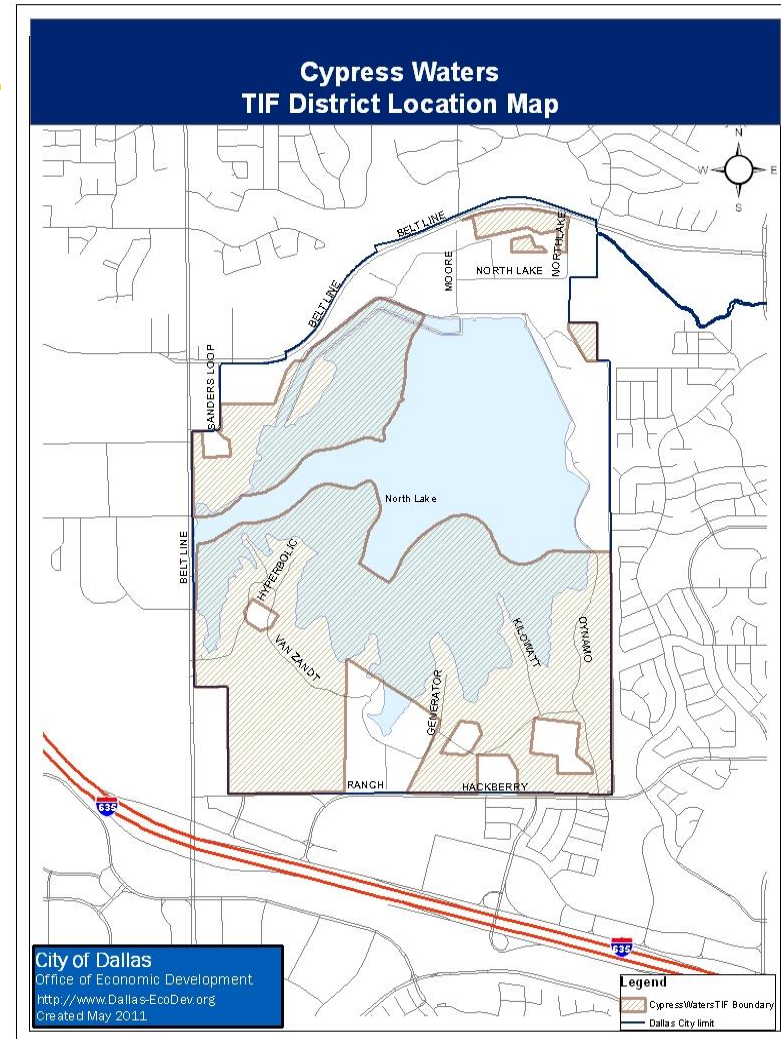 Cypress Waters
TIF District Location Map
N
W
E
S
BELT LINE
NORTHLAKE
MOORE
NORTH LAKE
BELT LINE
SANDERS LOOP
North Lake
BELT LINE
HYPERBOLIC
KILOWATT
DYNAMO
VAN ZANDT
GENERATOR
RANCH
HACKBERRY
635
635
City of Dallas
Office of Economic Development
http://www.Dallas-EcoDev.org
Created May 2011
Legend
CypressWatersTIF Boundary
Dallas City limit